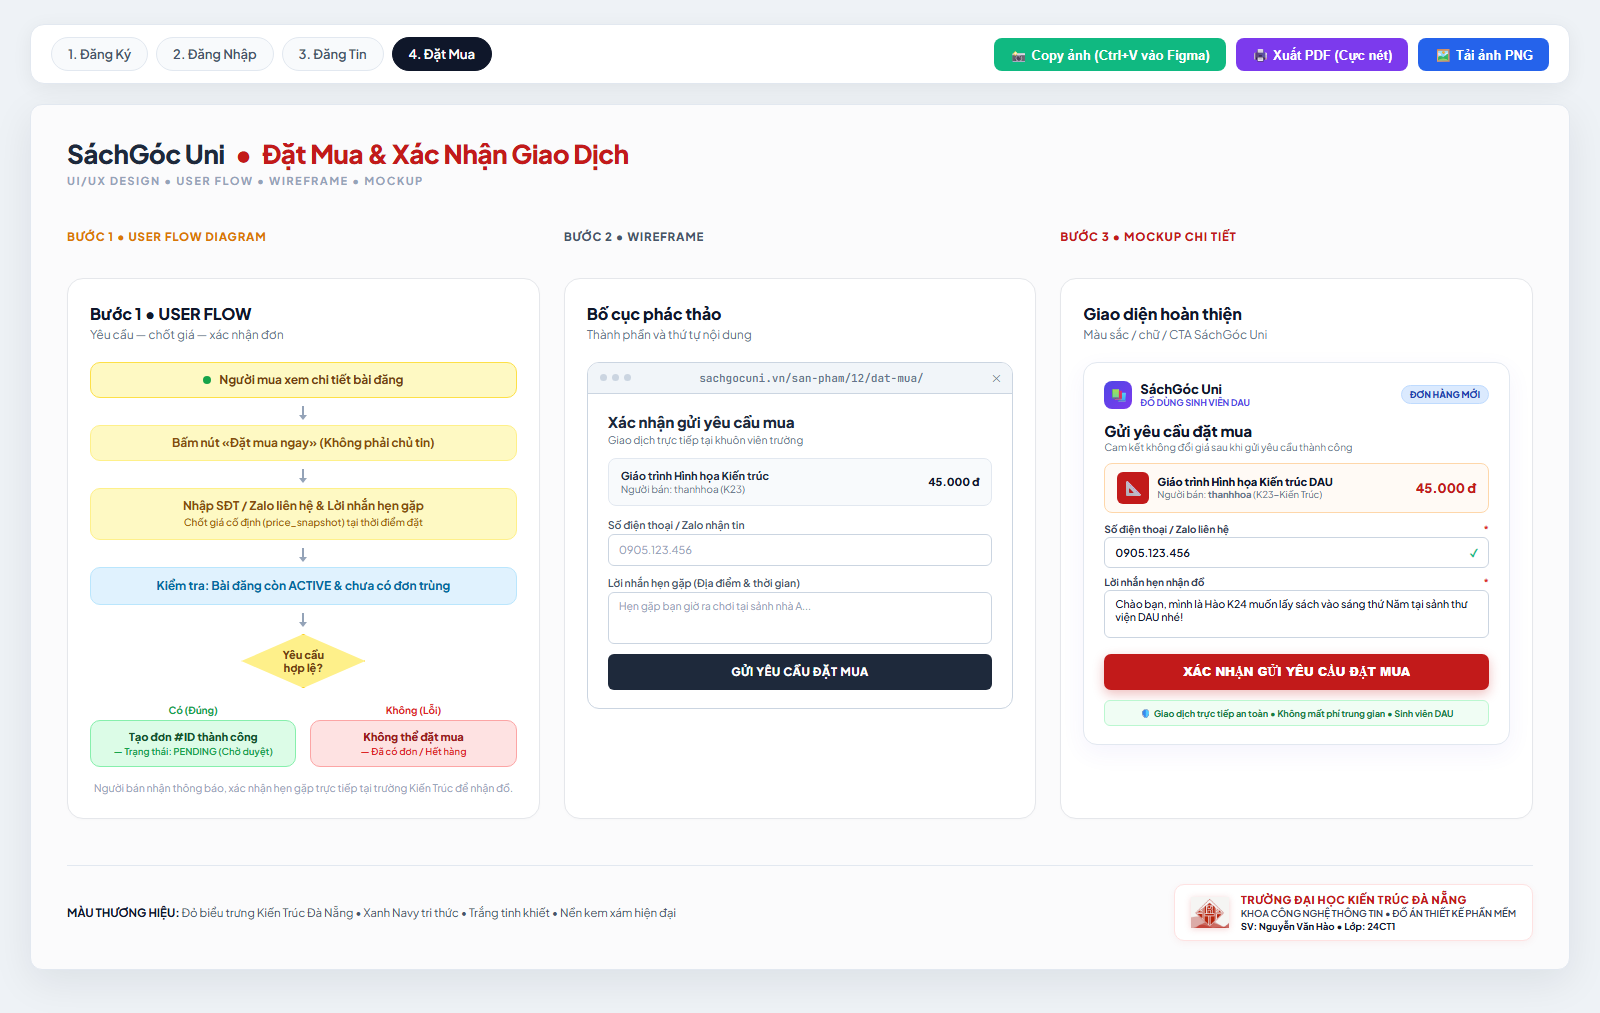 1. Đăng Ký
2. Đăng Nhập
3. Đăng Tin
4. Đặt Mua
Copy ảnh (Ctrl+V vào Figma)
Xuất PDF (Cực nét)
Tải ảnh PNG
SáchGóc Uni ● Đặt Mua & Xác Nhận Giao Dịch
UI/UX DESIGN ● USER FLOW ● WIREFRAME ● MOCKUP
BƯỚC 1 ● USER FLOW DIAGRAM
Bước 1 ● USER FLOW
Yêu cầu — chốt giá — xác nhận đơn
Người mua xem chi tiết bài đăng
Bấm nút «Đặt mua ngay» (Không phải chủ tin)
Nhập SĐT / Zalo liên hệ & Lời nhắn hẹn gặp
Chốt giá cố định (price_snapshot) tại thời điểm đặt
Kiểm tra: Bài đăng còn ACTIVE & chưa có đơn trùng
Yêu cầu
hợp lệ?
Có (Đúng)
Tạo đơn #ID thành công
— Trạng thái: PENDING (Chờ duyệt)
Không (Lỗi)
Không thể đặt mua
— Đã có đơn / Hết hàng
Người bán nhận thông báo, xác nhận hẹn gặp trực tiếp tại trường Kiến Trúc để nhận đồ.
BƯỚC 2 ● WIREFRAME
Bố cục phác thảo
Thành phần và thứ tự nội dung
sachgocuni.vn/san-pham/12/dat-mua/
Xác nhận gửi yêu cầu mua
Giao dịch trực tiếp tại khuôn viên trường
Giáo trình Hình họa Kiến trúc
Người bán: thanhhoa (K23)
45.000 đ
Số điện thoại / Zalo nhận tin
0905.123.456
Lời nhắn hẹn gặp (Địa điểm & thời gian)
Hẹn gặp bạn giờ ra chơi tại sảnh nhà A...
GỬI YÊU CẦU ĐẶT MUA
BƯỚC 3 ● MOCKUP CHI TIẾT
Giao diện hoàn thiện
Màu sắc / chữ / CTA SáchGóc Uni
SáchGóc Uni
ĐỒ DÙNG SINH VIÊN DAU
ĐƠN HÀNG MỚI
Gửi yêu cầu đặt mua
Cam kết không đổi giá sau khi gửi yêu cầu thành công
Giáo trình Hình họa Kiến trúc DAU
Người bán: thanhhoa (K23-Kiến Trúc)
45.000 đ
Số điện thoại / Zalo liên hệ *
0905.123.456 ✓
Lời nhắn hẹn nhận đồ *
Chào bạn, mình là Hào K24 muốn lấy sách vào sáng thứ Năm tại sảnh thư
viện DAU nhé!
XÁC NHẬN GỬI YÊU CẦU ĐẶT MUA
Giao dịch trực tiếp an toàn ● Không mất phí trung gian ● Sinh viên DAU
MÀU THƯƠNG HIỆU: Đỏ biểu trưng Kiến Trúc Đà Nẵng ● Xanh Navy tri thức ● Trắng tinh khiết ● Nền kem xám hiện đại
TRƯỜNG ĐẠI HỌC KIẾN TRÚC ĐÀ NẴNG
KHOA CÔNG NGHỆ THÔNG TIN ● ĐỒ ÁN THIẾT KẾ PHẦN MỀM
SV: Nguyễn Văn Hào ● Lớp: 24CT1